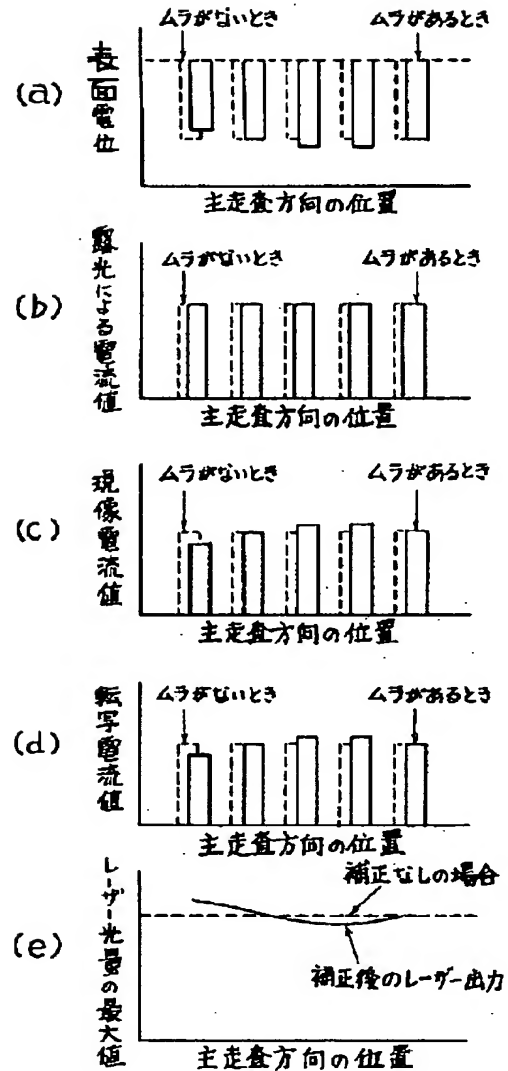 (a)
表面電位
ムラがないとき
ムラがあるとき
主走査方向の位置
(b)
露光による電流値
ムラがないとき
ムラがあるとき
主走査方向の位置
(c)
現像電流値
ムラがないとき
ムラがあるとき
主走査方向の位置
(d)
転写電流値
ムラがないとき
ムラがあるとき
主走査方向の位置
(e)
レーザー光量の最大値
補正なしの場合
補正後のレーザー出力
主走査方向の位置